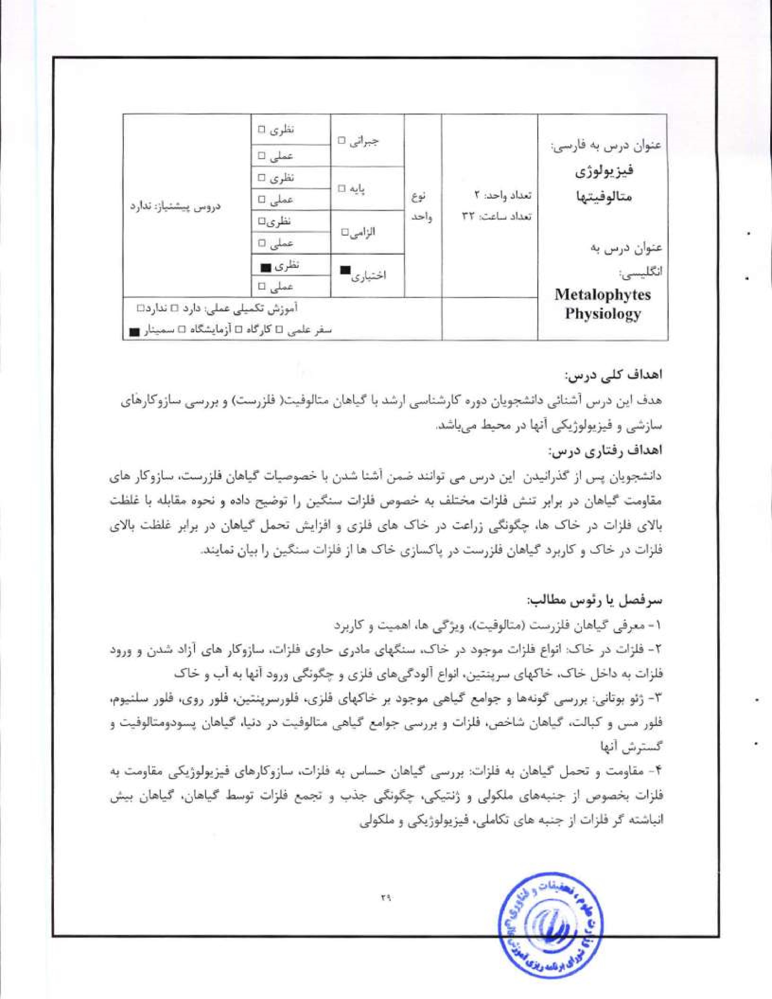 عنوان درس به فارسی:
فیزیولوژی
متالوفیتها
عنوان درس به
انگلیسی:
Metalophytes
Physiology
تعداد واحد: ۲
تعداد ساعت: ۳۲
نوع
واحد
جبرانی □
نظری □
عملی □
پایه □
نظری □
عملی □
الزامی□
نظری□
عملی □
اختیاری■
نظری ■
عملی □
دروس پیشنیاز: ندارد
آموزش تکمیلی عملی: دارد □ ندارد□
سفر علمی □ کارگاه □ آزمایشگاه □ سمینار ■
اهداف کلی درس:
هدف این درس آشنائی دانشجویان دوره کارشناسی ارشد با گیاهان متالوفیت( فلزرست) و بررسی سازوکارهای
سازشی و فیزیولوژیکی آنها در محیط می‌باشد.
اهداف رفتاری درس:
دانشجویان پس از گذرانیدن این درس می توانند ضمن آشنا شدن با خصوصیات گیاهان فلزرست، سازوکار های
مقاومت گیاهان در برابر تنش فلزات مختلف به خصوص فلزات سنگین را توضیح داده و نحوه مقابله با غلظت
بالای فلزات در خاک ها، چگونگی زراعت در خاک های فلزی و افزایش تحمل گیاهان در برابر غلظت بالای
فلزات در خاک و کاربرد گیاهان فلزرست در پاکسازی خاک ها از فلزات سنگین را بیان نمایند.
سرفصل یا رئوس مطالب:
۱- معرفی گیاهان فلزرست (متالوفیت)، ویژگی ها، اهمیت و کاربرد
۲- فلزات در خاک: انواع فلزات موجود در خاک، سنگهای مادری حاوی فلزات، سازوکار های آزاد شدن و ورود
فلزات به داخل خاک، خاکهای سرپنتین، انواع آلودگی‌های فلزی و چگونگی ورود آنها به آب و خاک
۳- ژئو بوتانی: بررسی گونه‌ها و جوامع گیاهی موجود بر خاکهای فلزی، فلورسرپنتین، فلور روی، فلور سلنیوم،
فلور مس و کبالت، گیاهان شاخص، فلزات و بررسی جوامع گیاهی متالوفیت در دنیا، گیاهان پسودومتالوفیت و
گسترش آنها
۴- مقاومت و تحمل گیاهان به فلزات: بررسی گیاهان حساس به فلزات، سازوکارهای فیزیولوژیکی مقاومت به
فلزات بخصوص از جنبه‌های ملکولی و ژنتیکی، چگونگی جذب و تجمع فلزات توسط گیاهان، گیاهان بیش
انباشته گر فلزات از جنبه های تکاملی، فیزیولوژیکی و ملکولی
۲۹
وزارت علوم، تحقیقات و فناوری
شورای برنامه ریزی آموزش